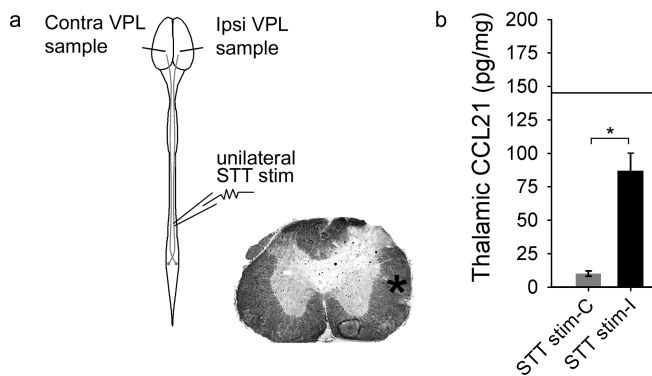 a
Contra VPL
sample
Ipsi VPL
sample
unilateral
STT stim
*
b
Thalamic CCL21 (pg/mg)
200
150
125
100
75
50
25
0
*
STT stim-C
STT stim-I